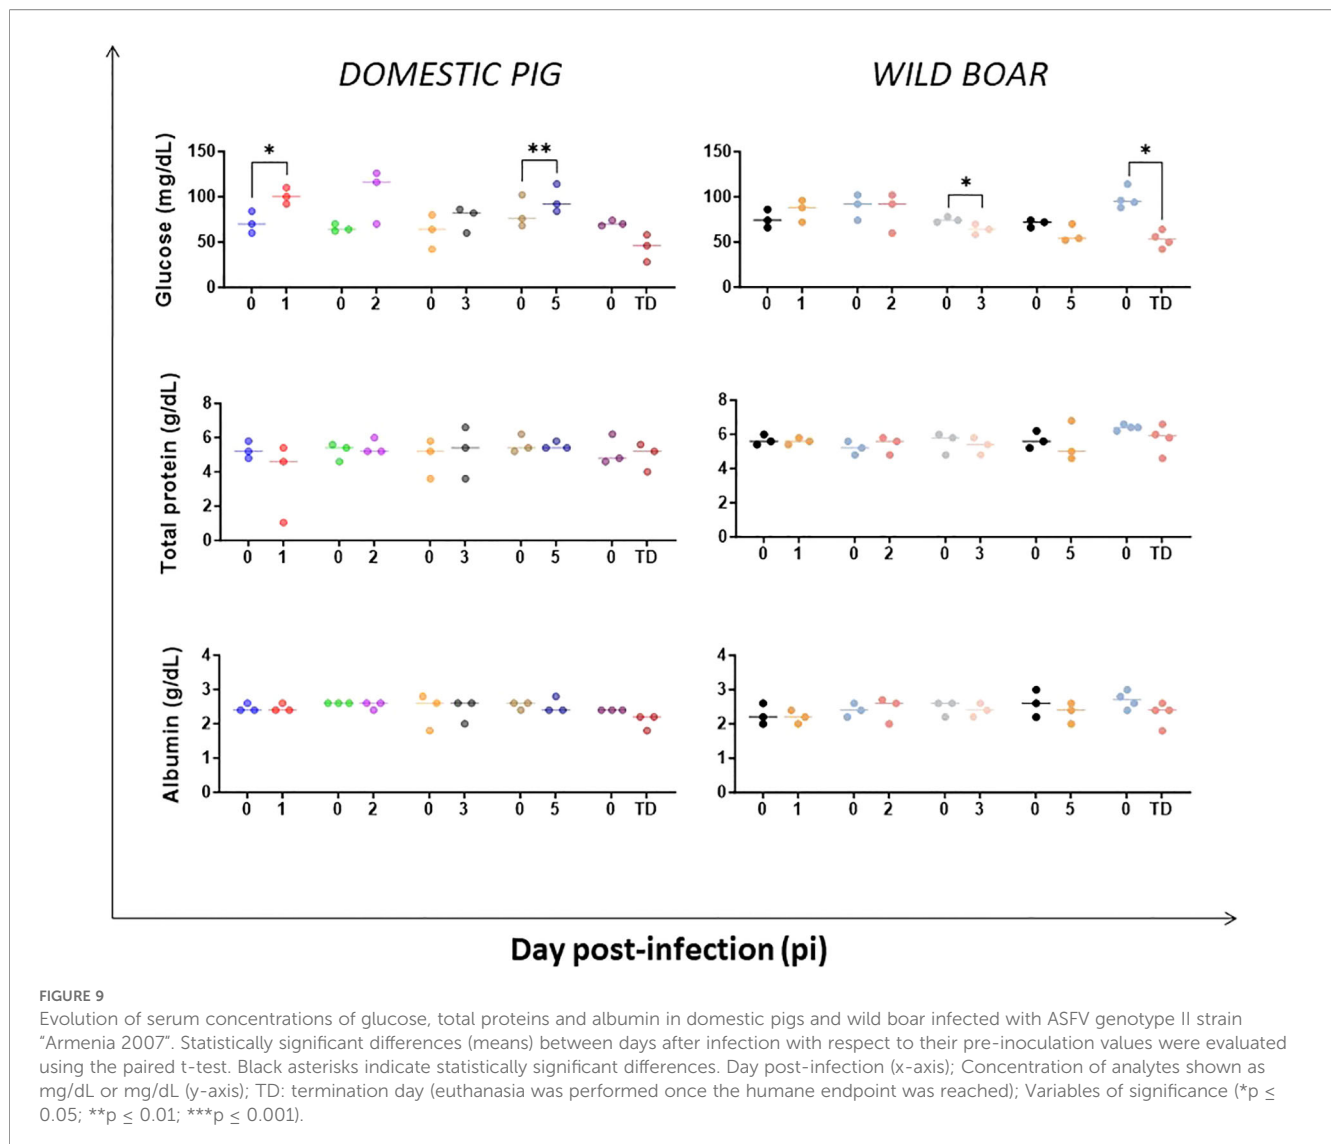 DOMESTIC PIG
WILD BOAR
Glucose (mg/dL)
150
100
50
0
*
**
0 1 0 2 0 3 0 5 0 TD
150
100
50
0
*
*
0 1 0 2 0 3 0 5 0 TD
Total protein (g/dL)
8
6
4
2
0
0 1 0 2 0 3 0 5 0 TD
8
6
4
2
0
0 1 0 2 0 3 0 5 0 TD
Albumin (g/dL)
4
3
2
1
0
0 1 0 2 0 3 0 5 0 TD
4
3
2
1
0
0 1 0 2 0 3 0 5 0 TD
Day post-infection (pi)
FIGURE 9
Evolution of serum concentrations of glucose, total proteins and albumin in domestic pigs and wild boar infected with ASFV genotype II strain
"Armenia 2007". Statistically significant differences (means) between days after infection with respect to their pre-inoculation values were evaluated
using the paired t-test. Black asterisks indicate statistically significant differences. Day post-infection (x-axis); Concentration of analytes shown as
mg/dL or mg/dL (y-axis); TD: termination day (euthanasia was performed once the humane endpoint was reached); Variables of significance (*p ≤
0.05; **p ≤ 0.01; ***p ≤ 0.001).